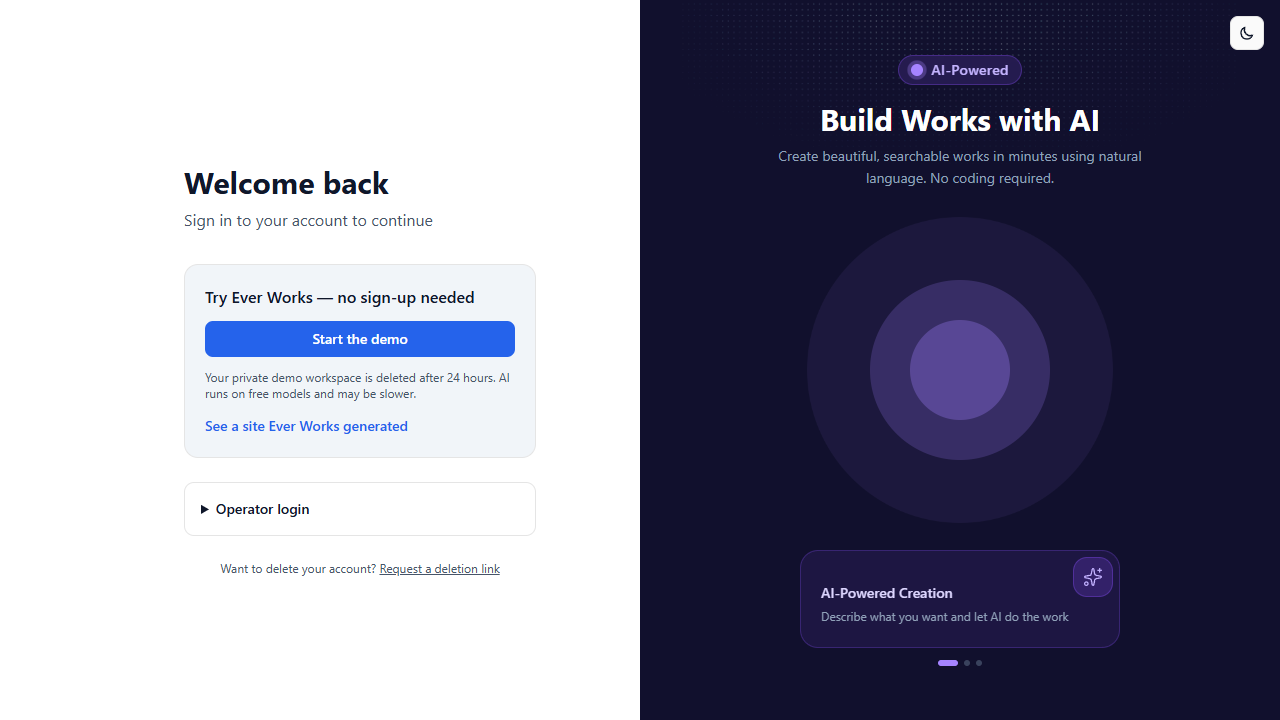 Welcome back
Sign in to your account to continue
Try Ever Works — no sign-up needed
Start the demo
Your private demo workspace is deleted after 24 hours. AI
runs on free models and may be slower.
See a site Ever Works generated
Operator login
Want to delete your account? Request a deletion link
AI-Powered
Build Works with AI
Create beautiful, searchable works in minutes using natural
language. No coding required.
AI-Powered Creation
Describe what you want and let AI do the work